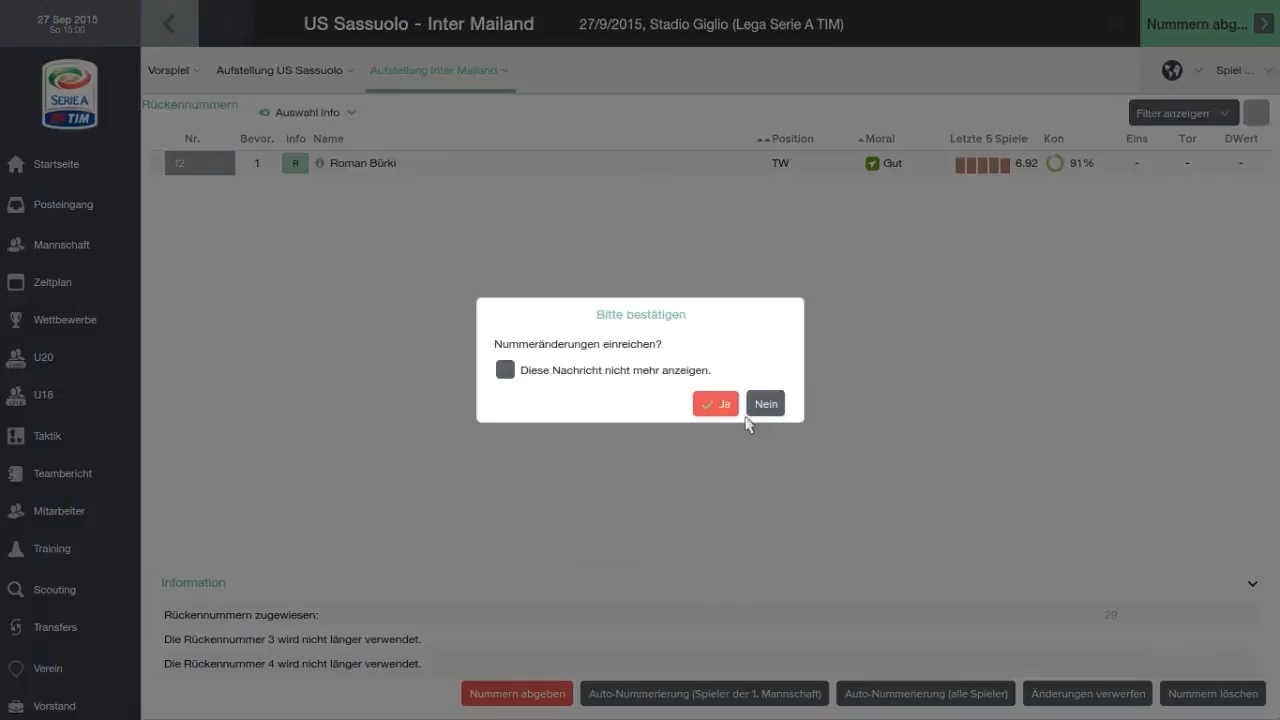 27 Sep 2015
So 15:00
US Sassuolo - Inter Mailand
27/9/2015, Stadio Giglio (Lega Serie A TIM)
Nummern abg...
Vorspiel
Aufstellung US Sassuolo
Aufstellung Inter Mailand
Spiel ...
SERIE A
TIM
Rückennummern
Auswahl Info
Filter anzeigen
Nr.
Bevor.
Info
Name
Position
Moral
Letzte 5 Spiele
Kon
Eins
Tor
DWert
12
1
R
Roman Bürki
TW
Gut
6.92
91%
-
-
-
Startseite
Posteingang
Mannschaft
Zeitplan
Wettbewerbe
U20
U18
Taktik
Teambericht
Mitarbeiter
Training
Scouting
Transfers
Verein
Vorstand
Bitte bestätigen
Nummeränderungen einreichen?
Diese Nachricht nicht mehr anzeigen.
Ja
Nein
Information
Rückennummern zugewiesen:
29
Die Rückennummer 3 wird nicht länger verwendet.
Die Rückennummer 4 wird nicht länger verwendet.
Nummern abgeben
Auto-Nummerierung (Spieler der 1. Mannschaft)
Auto-Nummerierung (alle Spieler)
Änderungen verwerfen
Nummern löschen